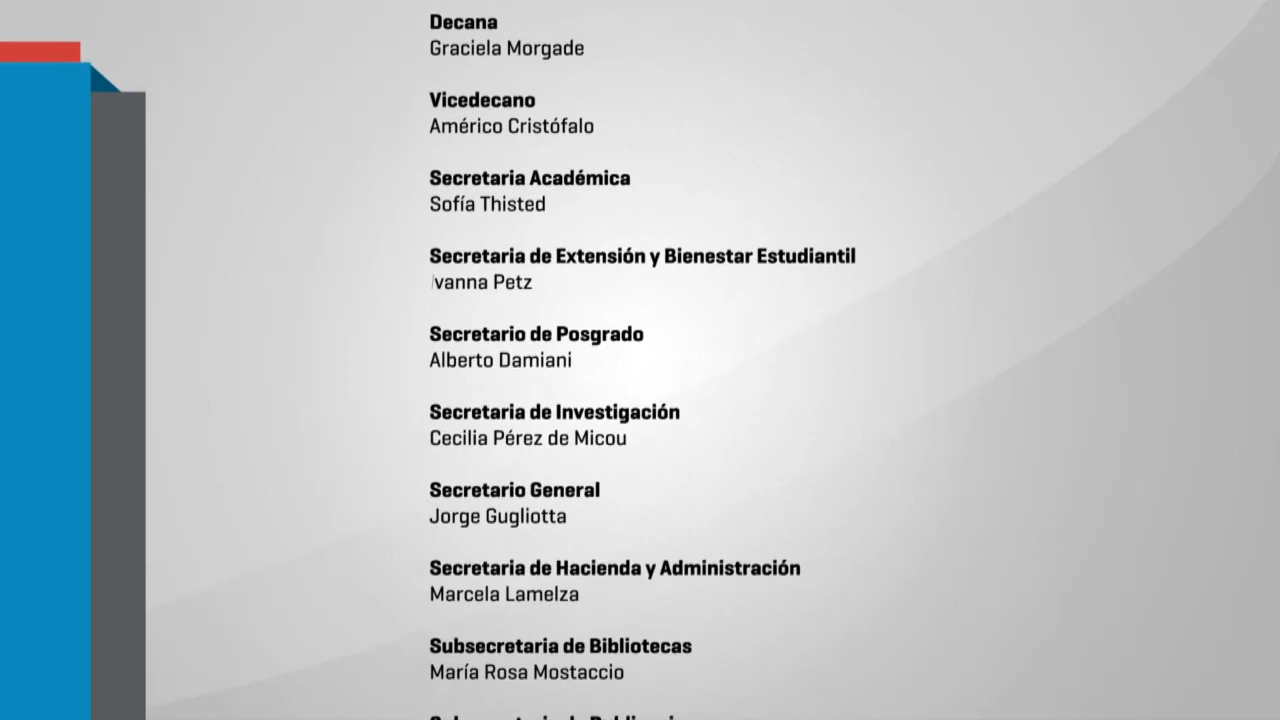 Decana
Graciela Morgade
Vicedecano
Américo Cristófalo
Secretaria Académica
Sofía Thisted
Secretaria de Extensión y Bienestar Estudiantil
Ivanna Petz
Secretario de Posgrado
Alberto Damiani
Secretaria de Investigación
Cecilia Pérez de Micou
Secretario General
Jorge Gugliotta
Secretaria de Hacienda y Administración
Marcela Lamelza
Subsecretaria de Bibliotecas
María Rosa Mostaccio